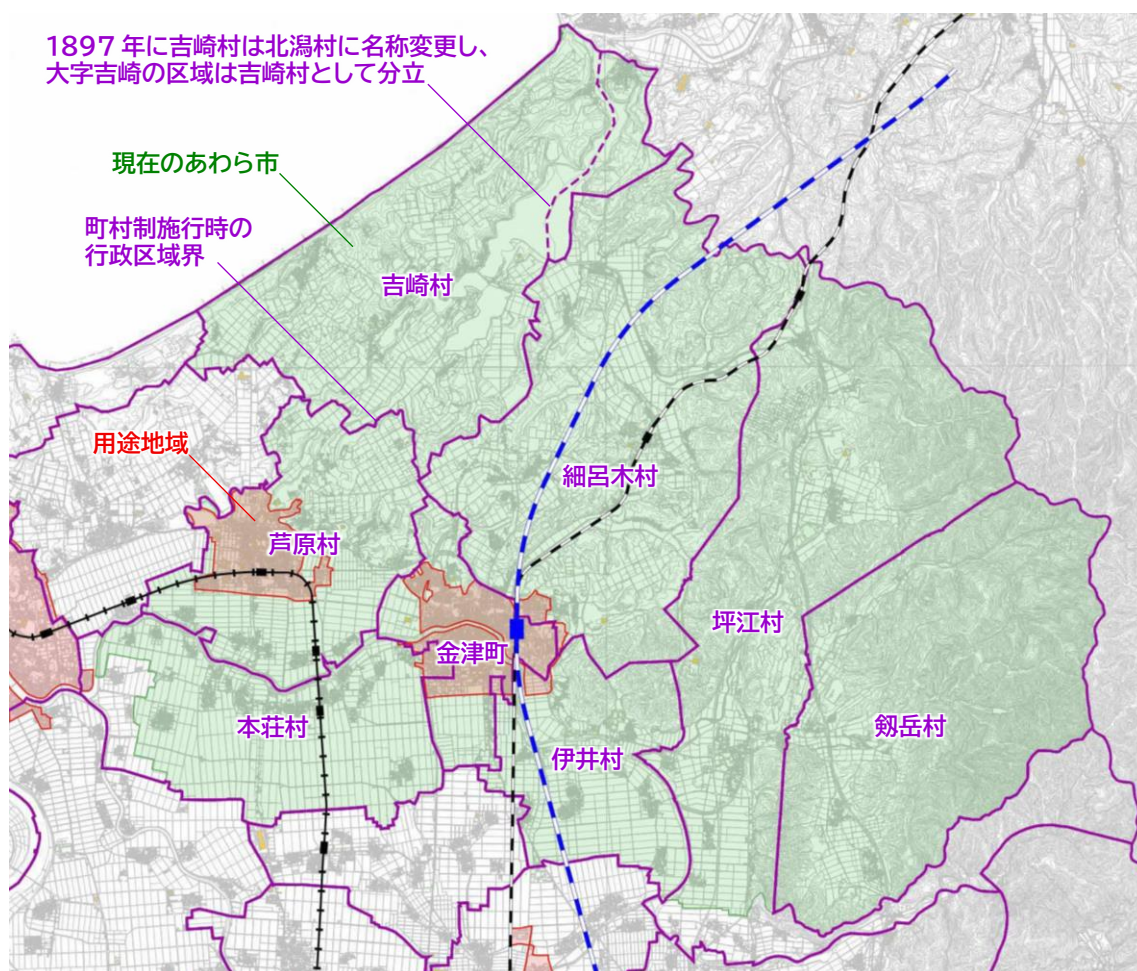 1897年に吉崎村は北潟村に名称変更し、
大字吉崎の区域は吉崎村として分立
現在のあわら市
町村制施行時の
行政区域界
吉崎村
用途地域
細呂木村
芦原村
坪江村
金津町
本荘村
伊井村
剱岳村